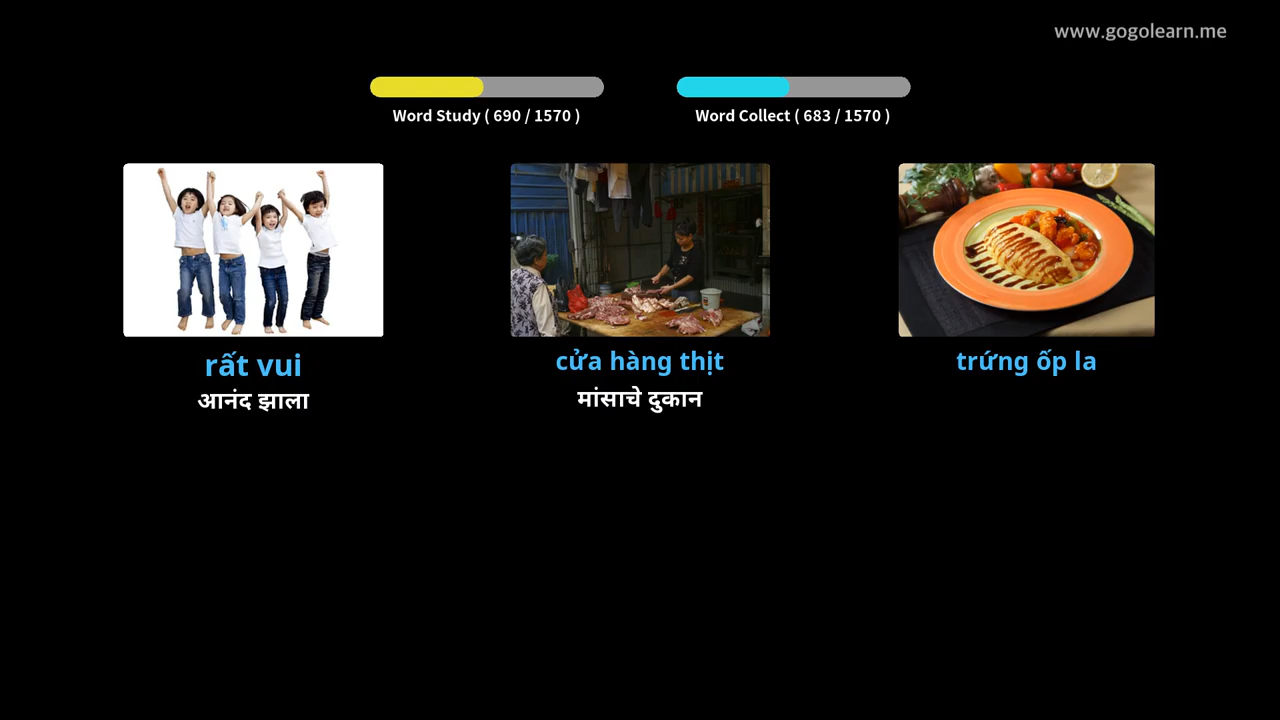 www.gogolearn.me
Word Study ( 690 / 1570 )
Word Collect ( 683 / 1570 )
rất vui
आनंद झाला
cửa hàng thịt
मांसाचे दुकान
trứng ốp la